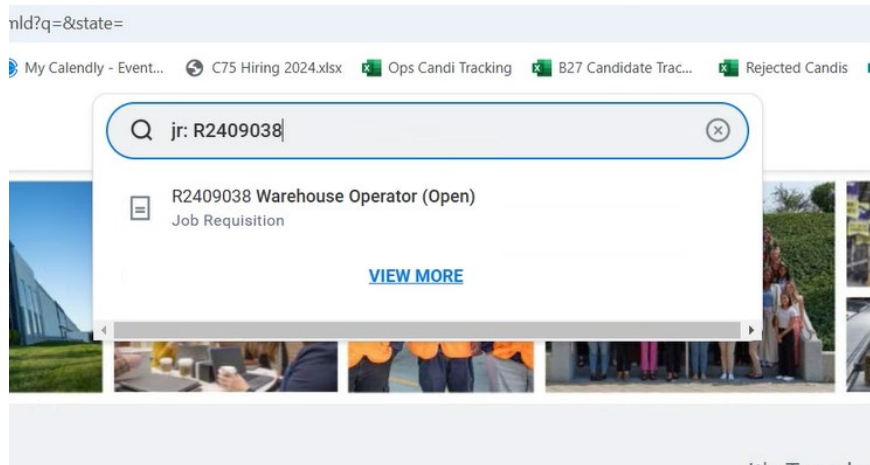 mld?q=&state=
My Calendly - Event... C75 Hiring 2024.xlsx Ops Candi Tracking B27 Candidate Trac... Rejected Candis
jr: R2409038
R2409038 Warehouse Operator (Open)
Job Requisition
VIEW MORE